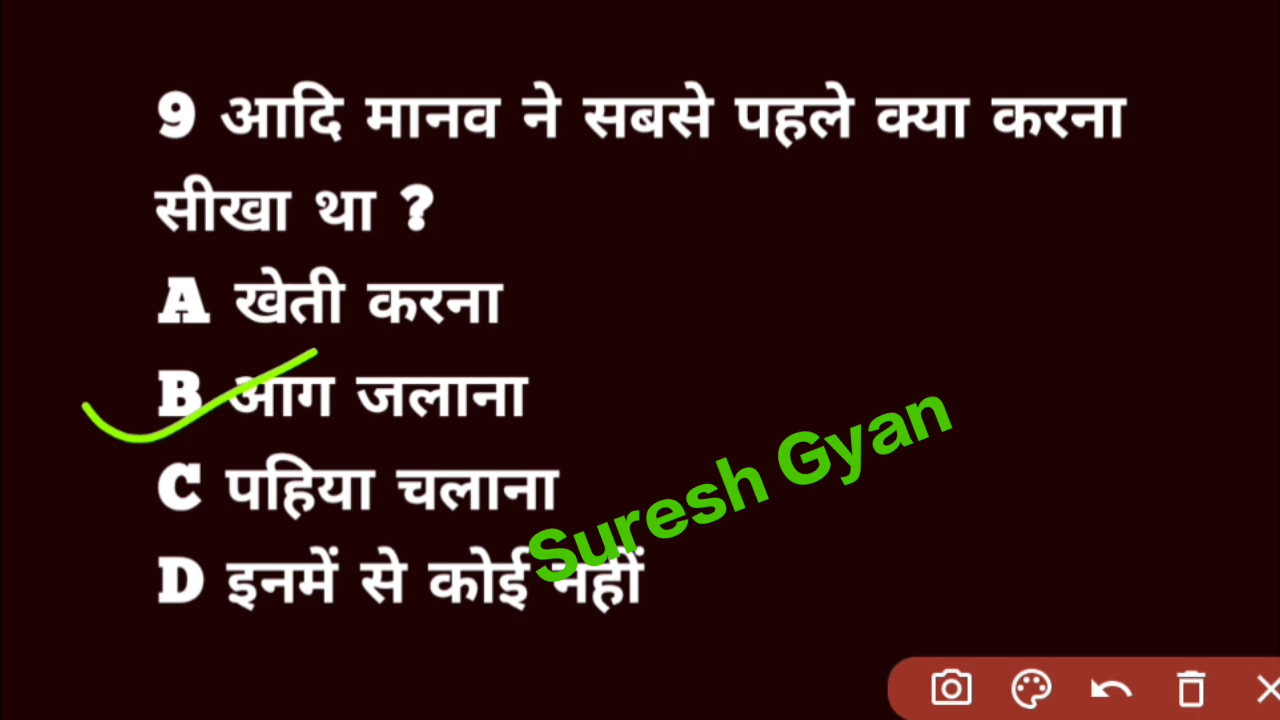 9 आदि मानव ने सबसे पहले क्या करना
सीखा था ?
A खेती करना
B आग जलाना
C पहिया चलाना
D इनमें से कोई नहीं
Suresh Gyan